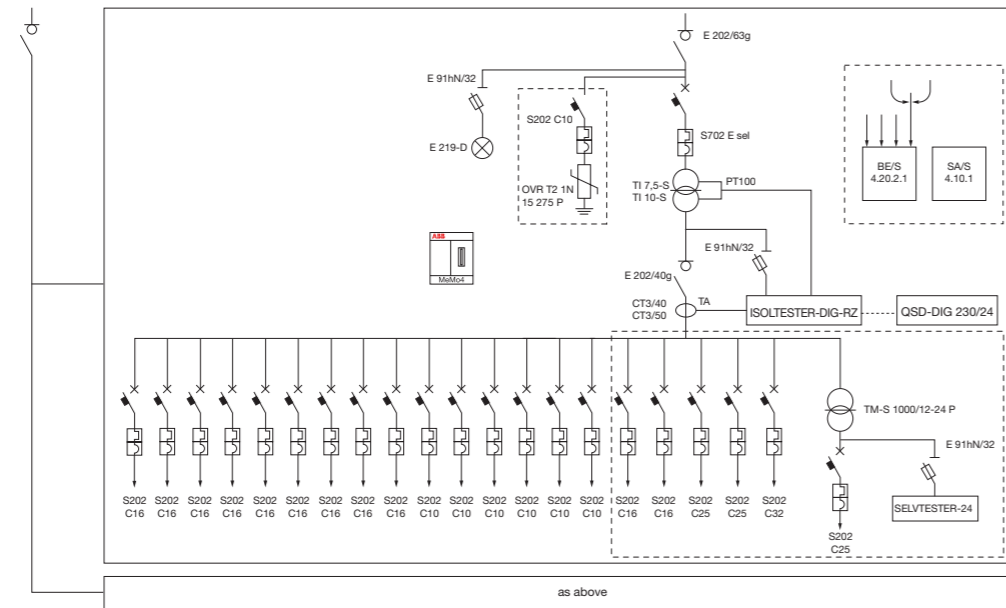 E 202/63g
E 91hN/32
S202 C10
E 219-D
S702 E sel
BE/S
4.20.2.1
SA/S
4.10.1
OVR T2 1N
15 275 P
TI 7,5-S
TI 10-S
PT100
ABB
MeMo4
E 91hN/32
E 202/40g
CT3/40
CT3/50
TA
ISOLTESTER-DIG-RZ
QSD-DIG 230/24
TM-S 1000/12-24 P
E 91hN/32
S202 S202 S202 S202 S202 S202 S202 S202 S202 S202 S202 S202 S202 S202 S202 S202 S202 S202 S202 S202
C16 C16 C16 C16 C16 C16 C16 C16 C16 C10 C10 C10 C10 C10 C10 C16 C16 C25 C25 C32
SELVTESTER-24
S202
C25
as above